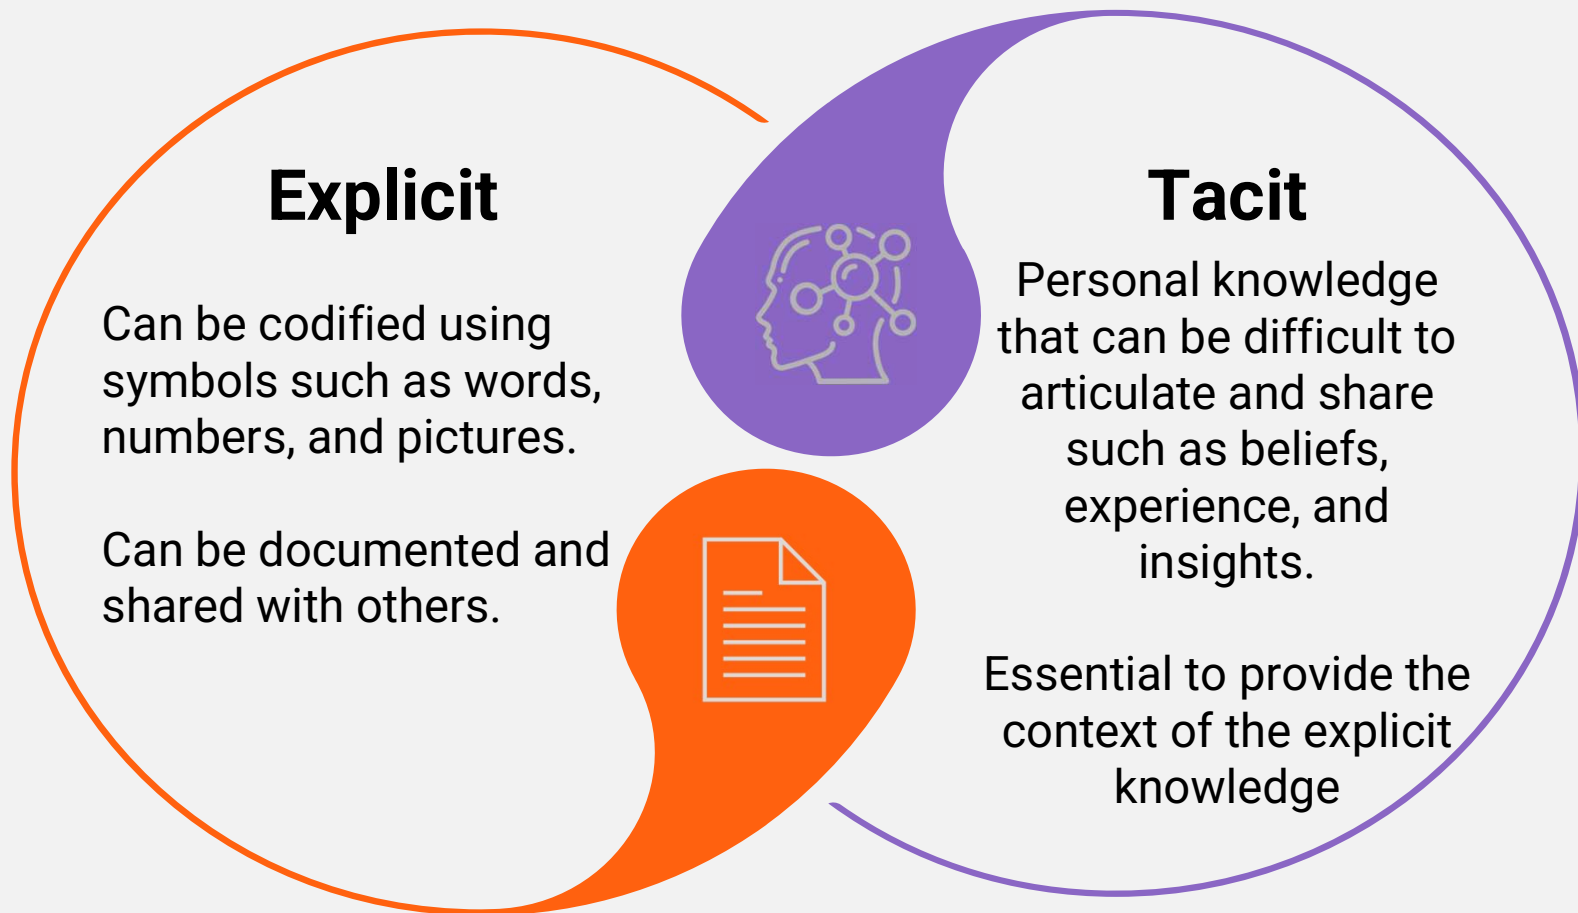 Explicit
Can be codified using
symbols such as words,
numbers, and pictures.
Can be documented and
shared with others.
Tacit
Personal knowledge
that can be difficult to
articulate and share
such as beliefs,
experience, and
insights.
Essential to provide the
context of the explicit
knowledge